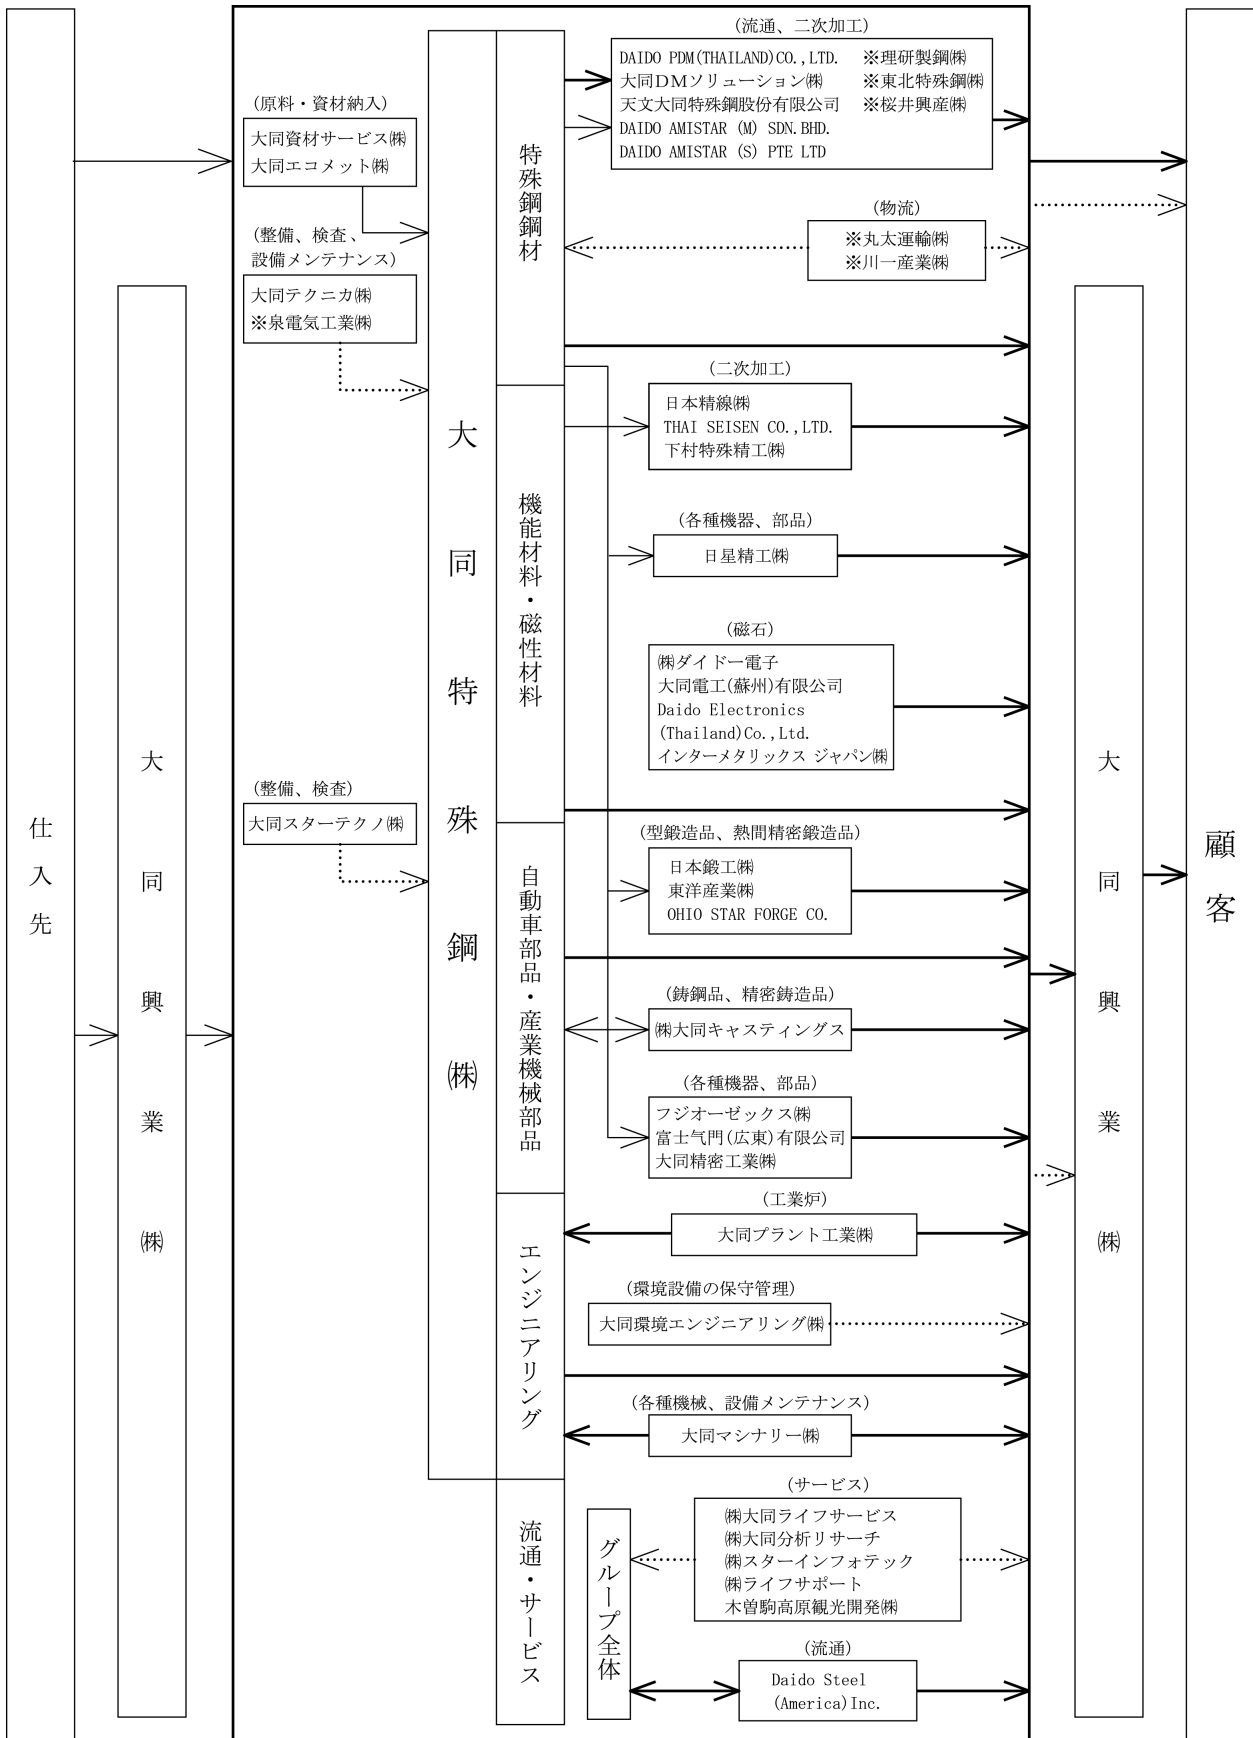 仕入先
大同興業㈱
(原料・資材納入)
大同資材サービス㈱
大同エコメット㈱
(整備、検査、
設備メンテナンス)
大同テクニカ㈱
※泉電気工業㈱
(整備、検査)
大同スターテクノ㈱
大同特殊鋼㈱
特殊鋼鋼材
(流通、二次加工)
DAIDO PDM(THAILAND)CO.,LTD. ※理研製鋼㈱
大同DMソリューション㈱ ※東北特殊鋼㈱
天文大同特殊鋼股份有限公司 ※桜井興産㈱
DAIDO AMISTAR (M) SDN.BHD.
DAIDO AMISTAR (S) PTE LTD
(物流)
※丸太運輸㈱
※川一産業㈱
機能材料・磁性材料
(二次加工)
日本精線㈱
THAI SEISEN CO.,LTD.
下村特殊精工㈱
(各種機器、部品)
日星精工㈱
(磁石)
㈱ダイドー電子
大同電工(蘇州)有限公司
Daido Electronics
(Thailand)Co.,Ltd.
インターメタリックス ジャパン㈱
自動車部品・産業機械部品
(型鍛造品、熱間精密鍛造品)
日本鍛工㈱
東洋産業㈱
OHIO STAR FORGE CO.
(鋳鋼品、精密鋳造品)
㈱大同キャスティングス
(各種機器、部品)
フジオーゼックス㈱
富士气門(広東)有限公司
大同精密工業㈱
エンジニアリング
(工業炉)
大同プラント工業㈱
(環境設備の保守管理)
大同環境エンジニアリング㈱
(各種機械、設備メンテナンス)
大同マシナリー㈱
流通・サービス
グループ全体
(サービス)
㈱大同ライフサービス
㈱大同分析リサーチ
㈱スターインフォテック
㈱ライフサポート
木曽駒高原観光開発㈱
(流通)
Daido Steel
(America)Inc.
大同興業㈱
顧客